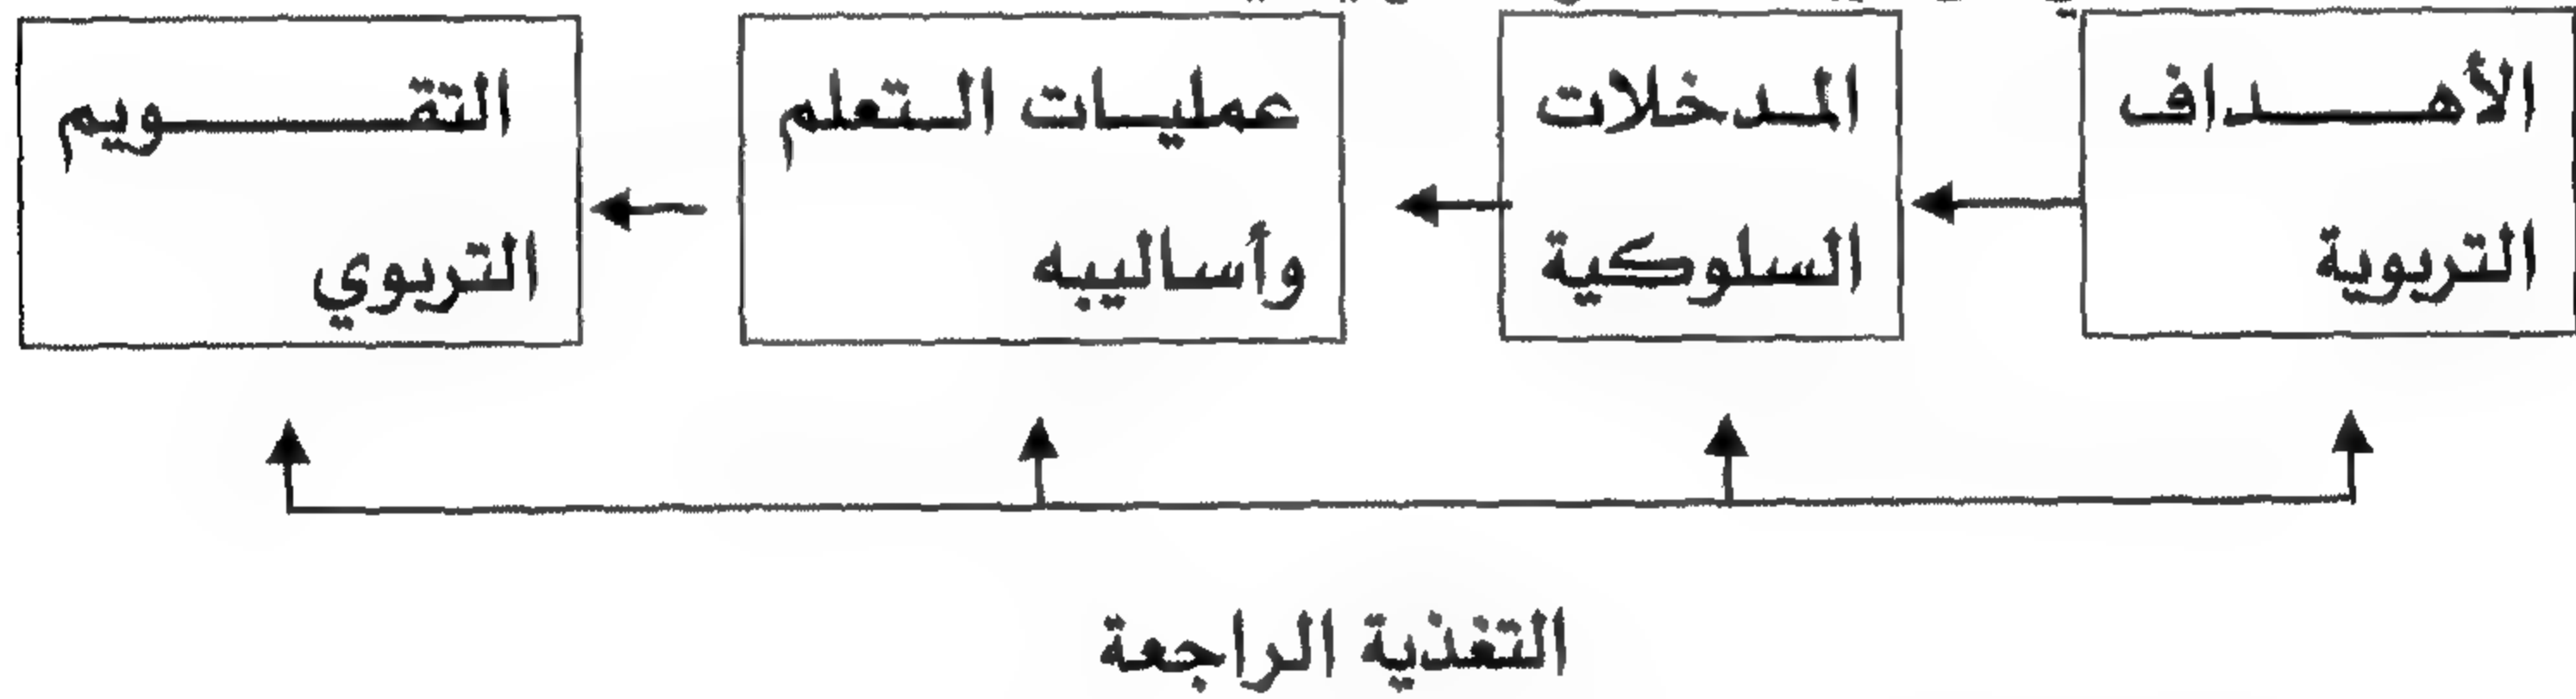 الأهداف
التربوية
المدخلات
السلوكية
عمليات التعلم
وأساليبه
التقويم
التربوي
التغذية الراجعة